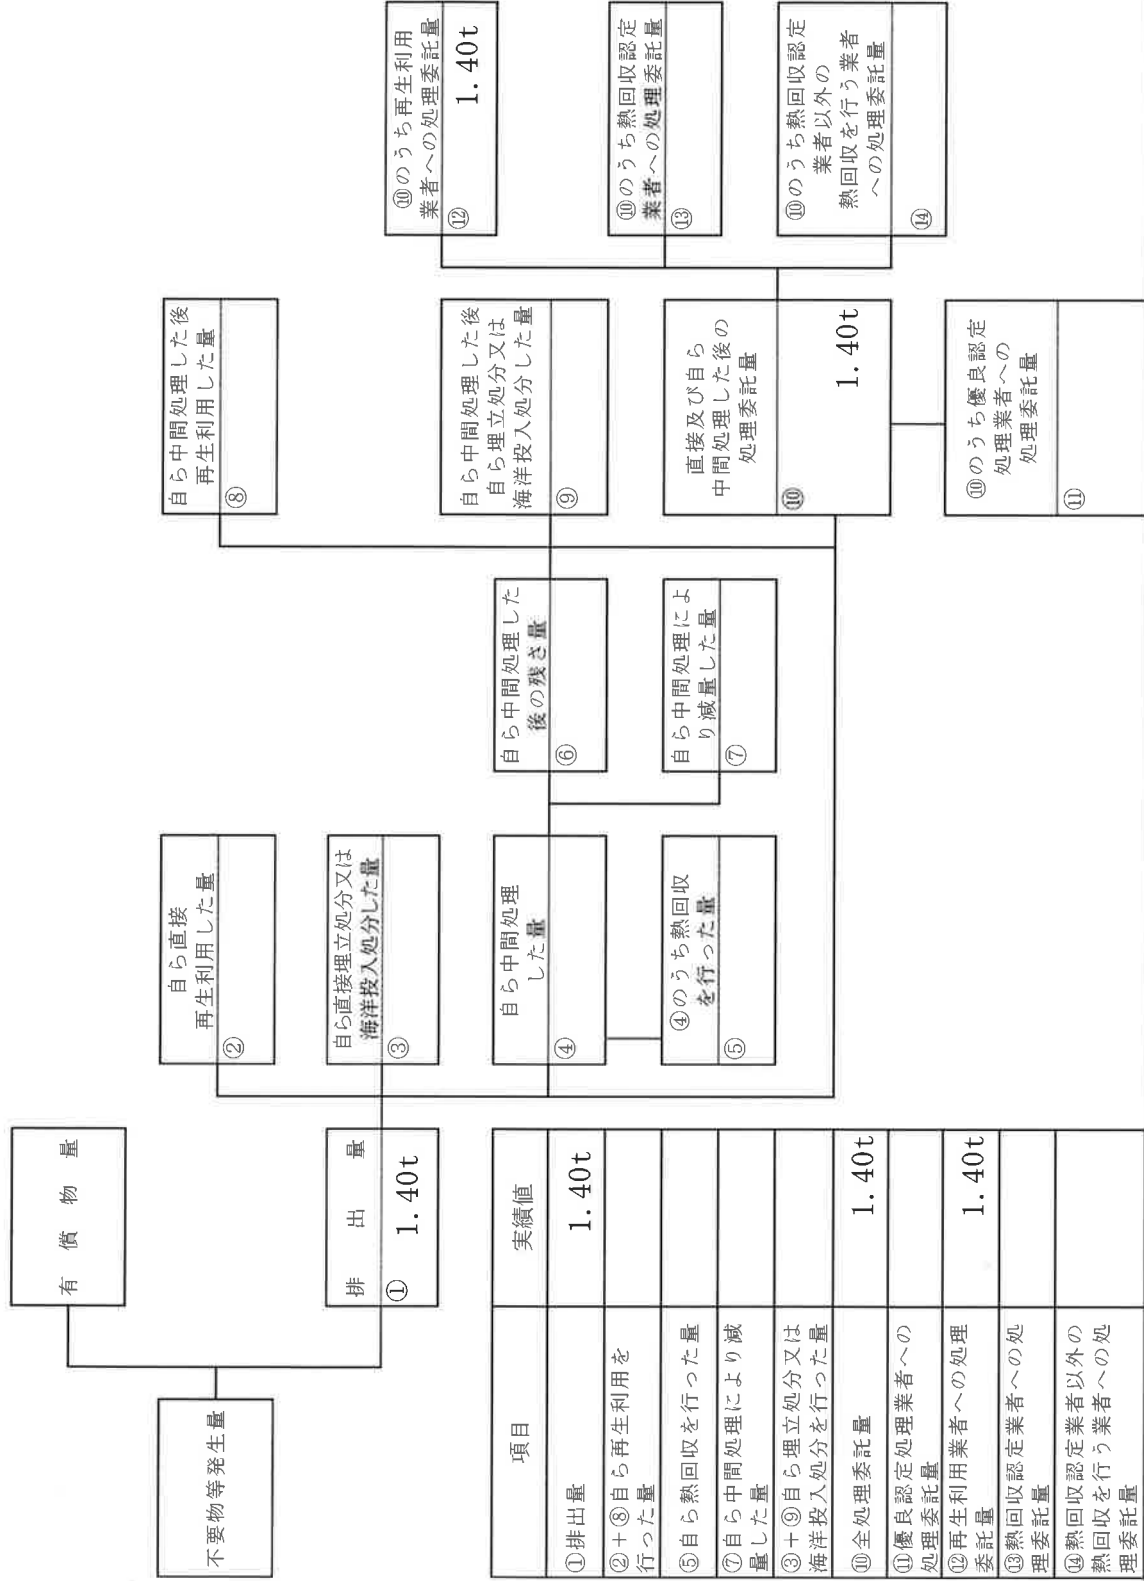 不要物等発生量
有償物量
排出量
① 1.40t
自ら直接
再生利用した量
②
自ら直接埋立処分又は
海洋投入処分した量
③
自ら中間処理
した量
④
④のうち熱回収
を行った量
⑤
自ら中間処理した
後の残さ量
⑥
自ら中間処理によ
り減量した量
⑦
自ら中間処理した後
再生利用した量
⑧
自ら中間処理した後
自ら埋立処分又は
海洋投入処分した量
⑨
直接及び自ら
中間処理した後の
処理委託量
⑩ 1.40t
⑩のうち優良認定
処理業者への
処理委託量
⑪
⑩のうち再生利用
業者への処理委託量
⑫ 1.40t
⑩のうち熱回収認定
業者への処理委託量
⑬
⑩のうち熱回収認定
業者以外の
熱回収を行う業者
への処理委託量
⑭
項目 実績値
①排出量 1.40t
②+⑧自ら再生利用を
行った量
⑤自ら熱回収を行った量
⑦自ら中間処理により減
量した量
③+⑨自ら埋立処分又は
海洋投入処分を行った量
⑩全処理委託量 1.40t
⑪優良認定処理業者への
処理委託量
⑫再生利用業者への処理
委託量 1.40t
⑬熱回収認定業者への処
理委託量
⑭熱回収認定業者以外の
熱回収を行う業者への処
理委託量